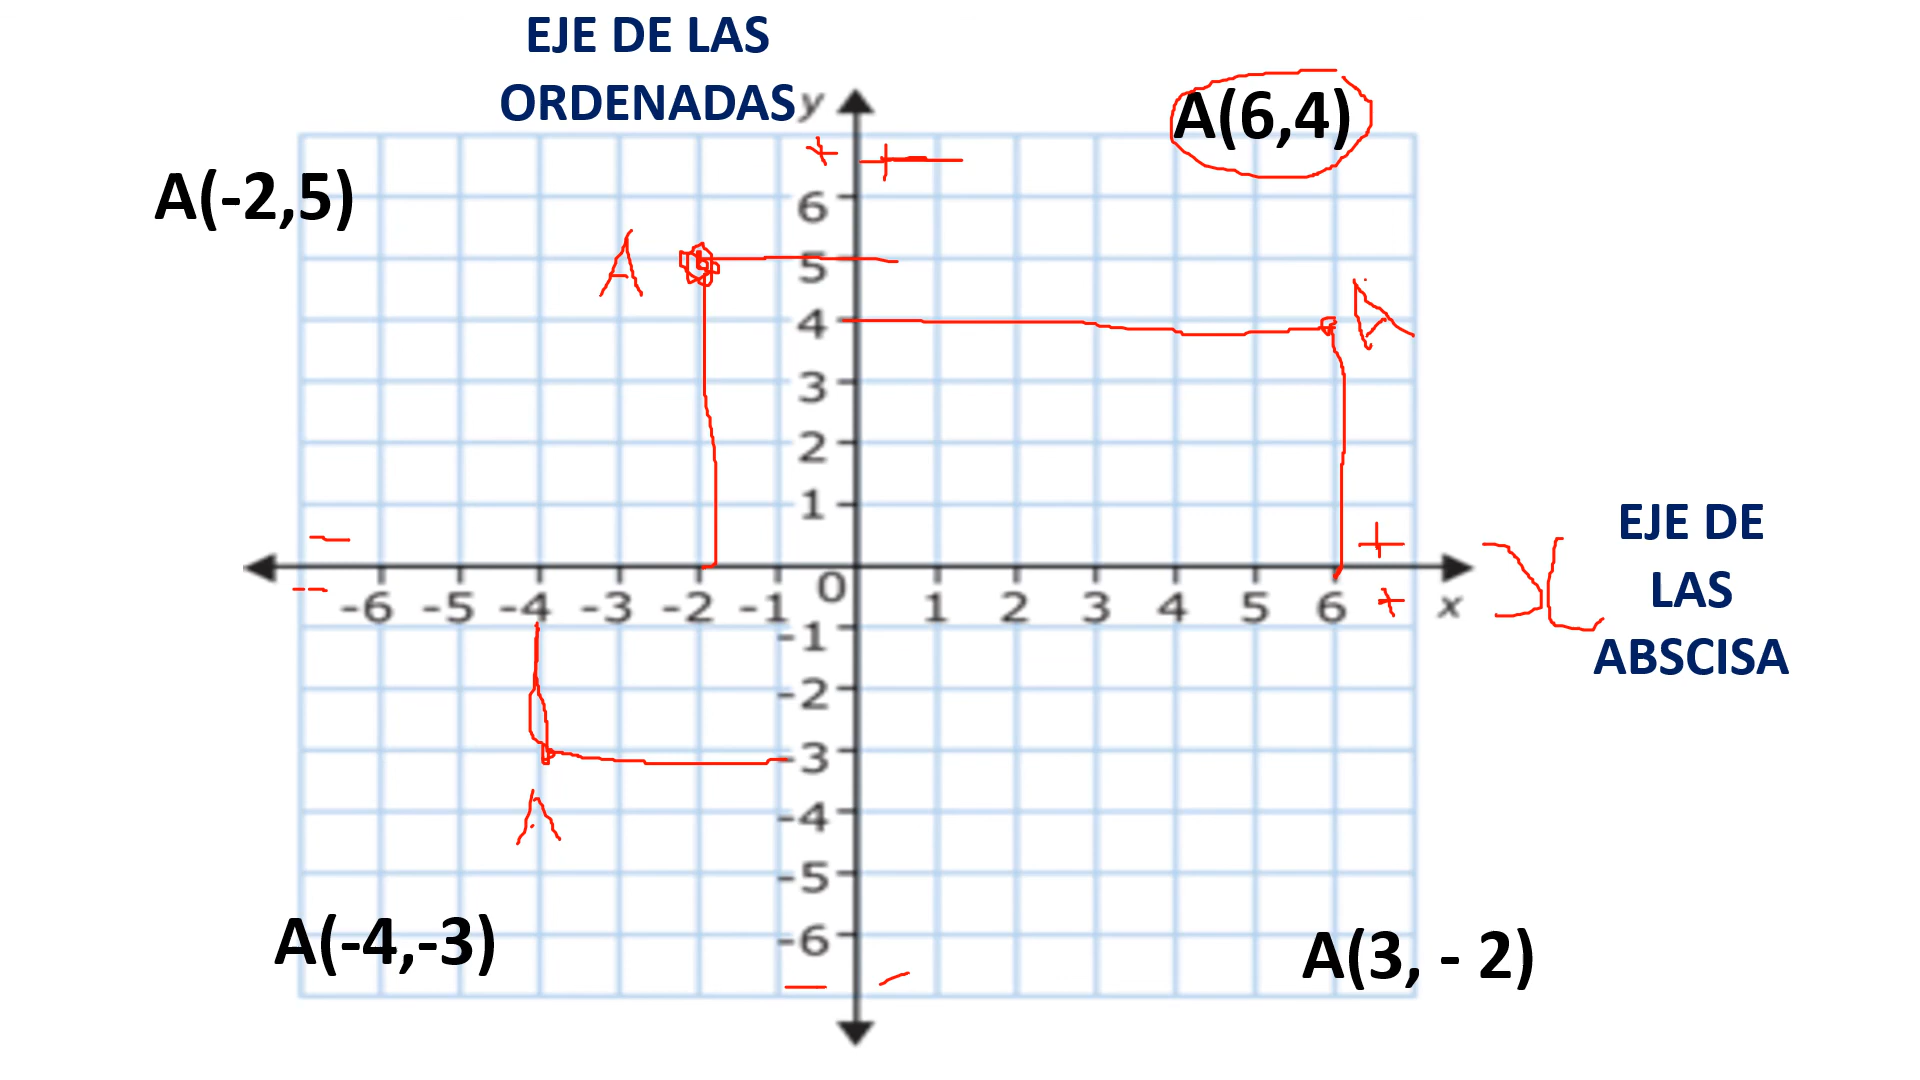 EJE DE LAS
ORDENADAS
y
A(6,4)
A(-2,5)
+ +
6
A
5
4
A
3
2
1
EJE DE
LAS
ABSCISA
- +
- +
-6 -5 -4 -3 -2 -1 0 1 2 3 4 5 6 x
-1
-2
-3
-4
A
-5
-6
A(-4,-3)
A(3, - 2)
- -